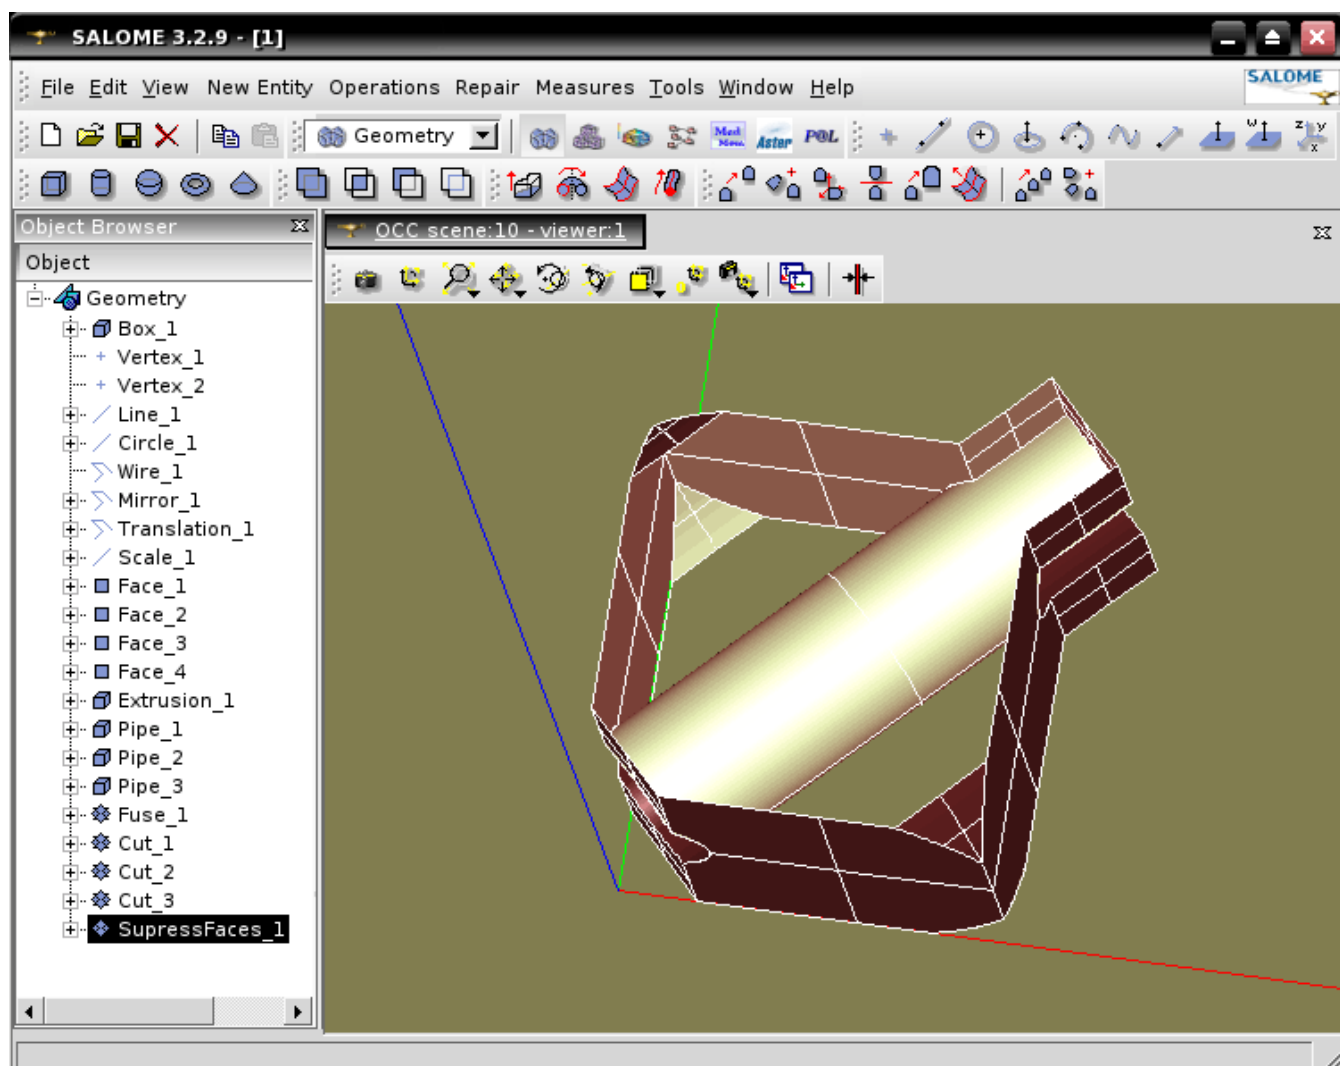 SALOME 3.2.9 - [1]
File Edit View New Entity Operations Repair Measures Tools Window Help
SALOME
Geometry
Med
Aster
Object Browser
OCC scene:10 - viewer:1
Object
Geometry
Box_1
Vertex_1
Vertex_2
Line_1
Circle_1
Wire_1
Mirror_1
Translation_1
Scale_1
Face_1
Face_2
Face_3
Face_4
Extrusion_1
Pipe_1
Pipe_2
Pipe_3
Fuse_1
Cut_1
Cut_2
Cut_3
SupressFaces_1